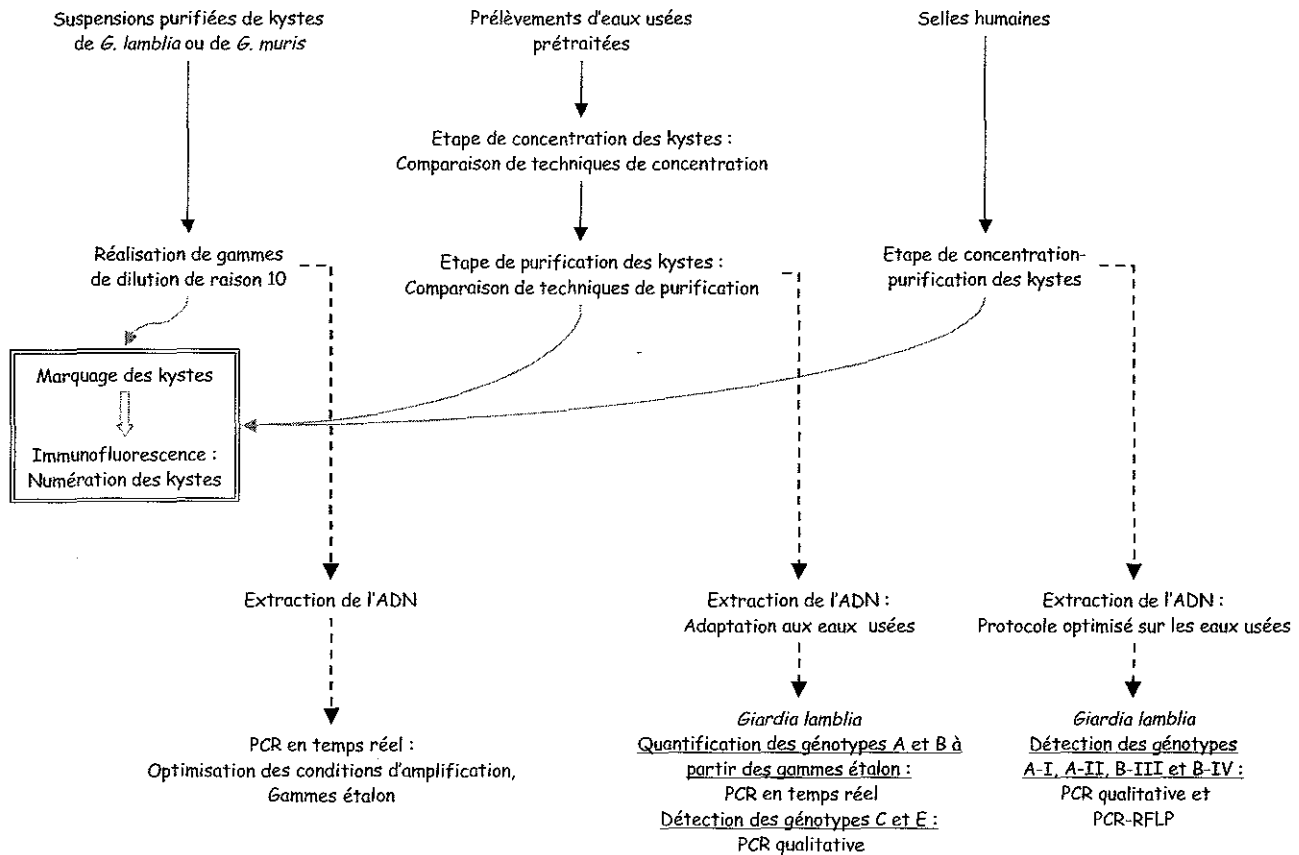 Suspensions purifiées de kystes
de G. lamblia ou de G. muris
Prélèvements d'eaux usées
prétraitées
Selles humaines
Etape de concentration des kystes :
Comparaison de techniques de concentration
Réalisation de gammes
de dilution de raison 10
Etape de purification des kystes :
Comparaison de techniques de purification
Etape de concentration-
purification des kystes
Marquage des kystes
Immunofluorescence :
Numération des kystes
Extraction de l'ADN
Extraction de l'ADN :
Adaptation aux eaux usées
Extraction de l'ADN :
Protocole optimisé sur les eaux usées
PCR en temps réel :
Optimisation des conditions d'amplification,
Gammes étalon
Giardia lamblia
Quantification des génotypes A et B à
partir des gammes étalon :
PCR en temps réel
Détection des génotypes C et E :
PCR qualitative
Giardia lamblia
Détection des génotypes
A-I, A-II, B-III et B-IV :
PCR qualitative et
PCR-RFLP